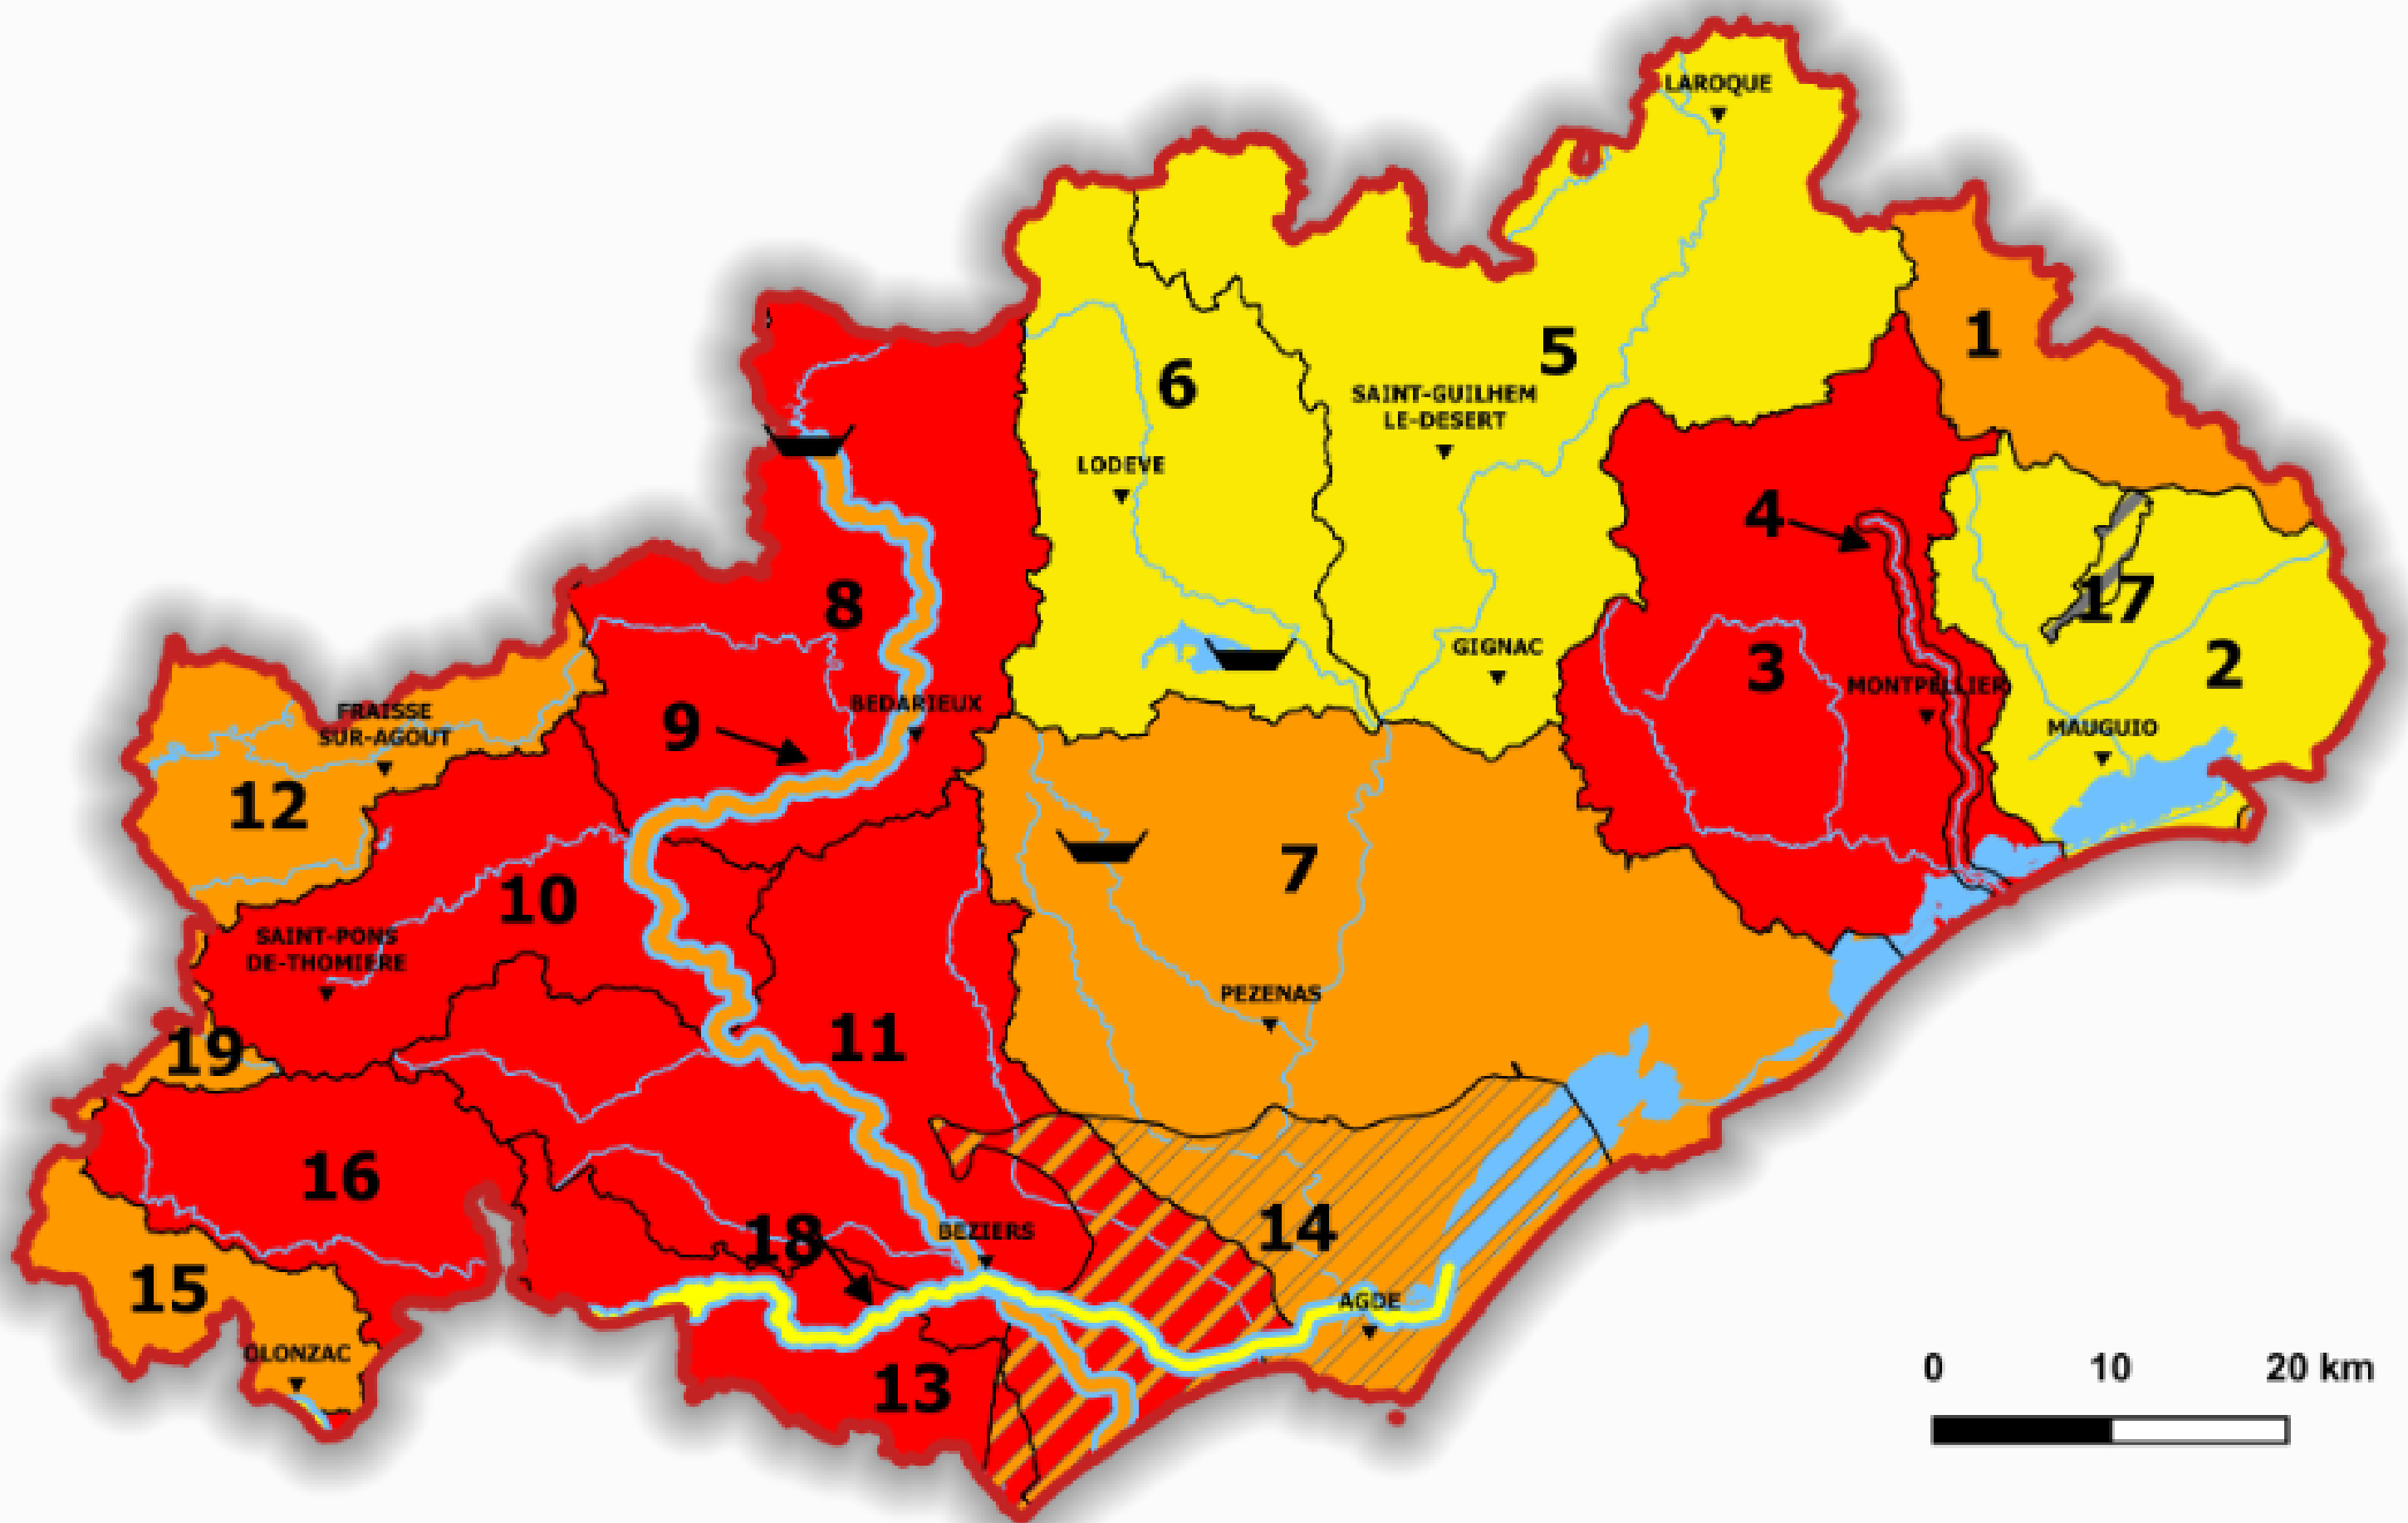 LAROQUE
1
5
6
SAINT-GUILHEM
LE-DESERT
LODEVE
4
17
8
GIGNAC
2
3
MONTPELLIER
BEDARIEUX
9
FRAISSE
SUR-AGOUT
MAUGUIO
12
7
10
SAINT-PONS
DE-THOMIERE
PEZENAS
11
19
16
14
18
BEZIERS
15
AGDE
OLONZAC
13
0 10 20 km